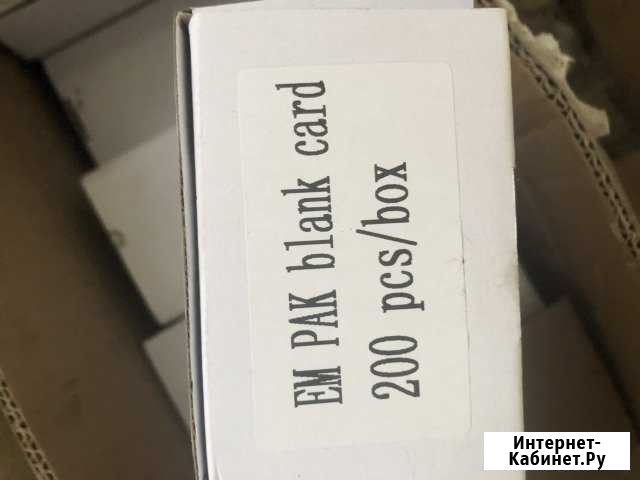 EM PAK blank card
200 pcs/box
Интернет-
Кабинет.Ру